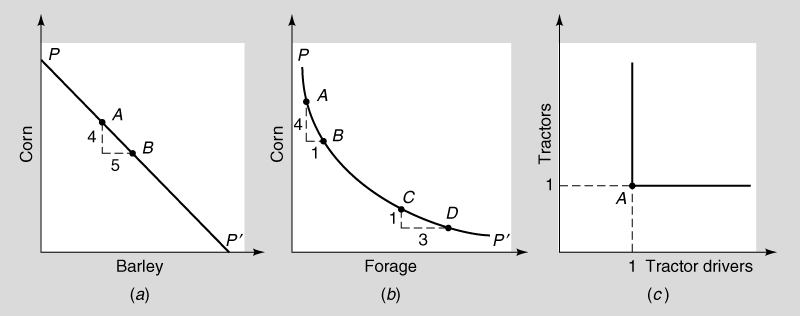 P
A
4
B
5
P′
Corn
Barley
(a)
P
A
4
B
1
C
1
D
3
P′
Corn
Forage
(b)
Tractors
1
A
1 Tractor drivers
(c)